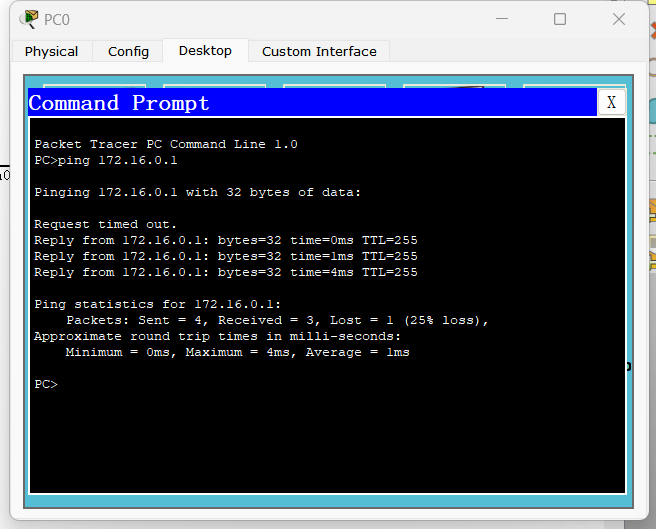 PC0
Physical Config Desktop Custom Interface
Command Prompt X
Packet Tracer PC Command Line 1.0
PC>ping 172.16.0.1
Pinging 172.16.0.1 with 32 bytes of data:
Request timed out.
Reply from 172.16.0.1: bytes=32 time=0ms TTL=255
Reply from 172.16.0.1: bytes=32 time=1ms TTL=255
Reply from 172.16.0.1: bytes=32 time=4ms TTL=255
Ping statistics for 172.16.0.1:
Packets: Sent = 4, Received = 3, Lost = 1 (25% loss),
Approximate round trip times in milli-seconds:
Minimum = 0ms, Maximum = 4ms, Average = 1ms
PC>